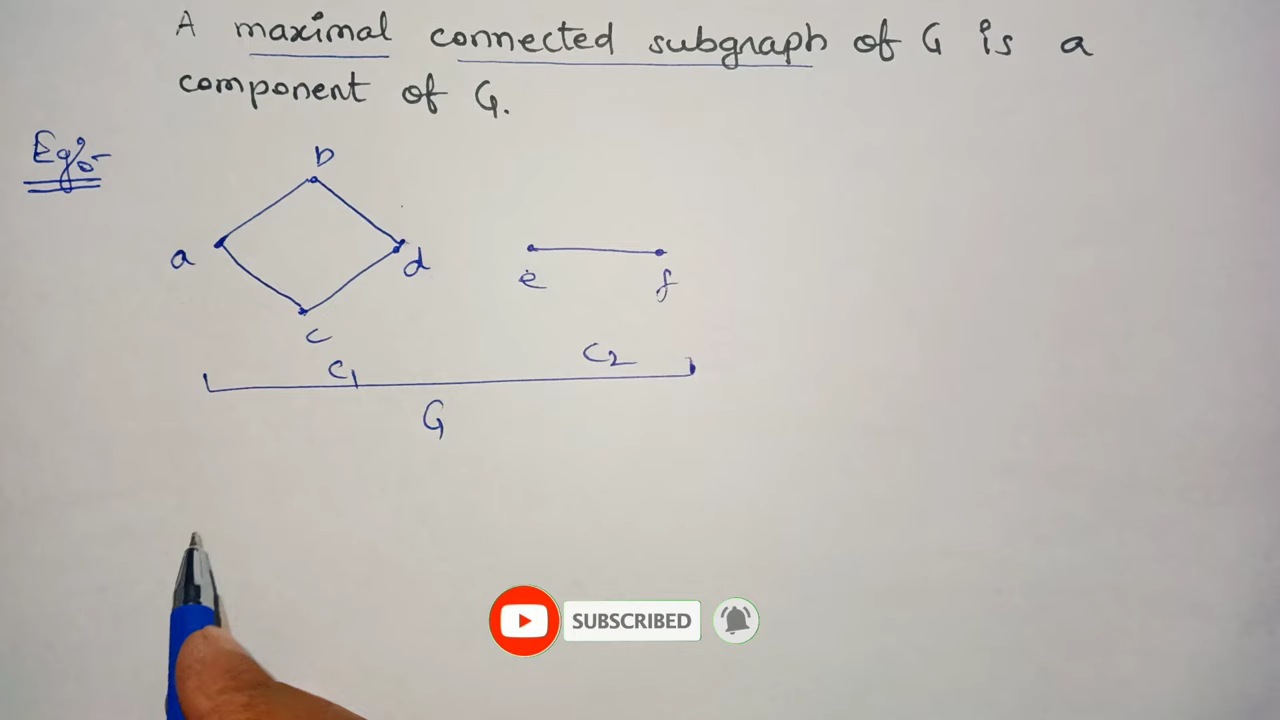 A maximal connected subgraph of G is a
component of G.
Eg:-
b
a
d
c
e
f
C1
C2
G
SUBSCRIBED